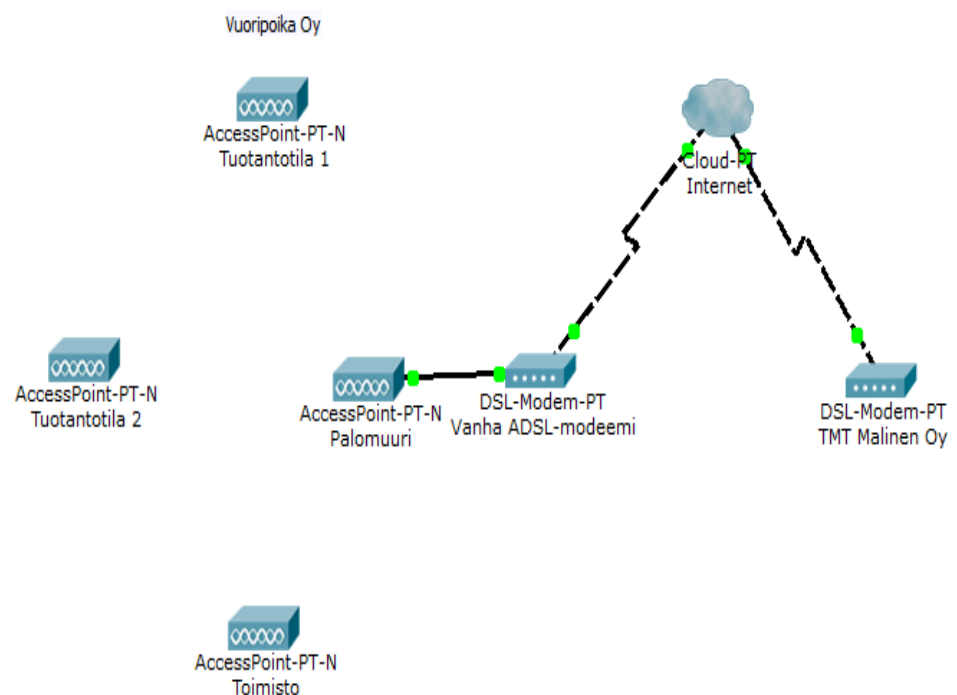 Vuoripoika Oy
AccessPoint-PT-N
Tuotantotila 1
Cloud-PT
Internet
AccessPoint-PT-N
Tuotantotila 2
AccessPoint-PT-N
Palomuuri
DSL-Modem-PT
Vanha ADSL-modeemi
DSL-Modem-PT
TMT Malinen Oy
AccessPoint-PT-N
Toimisto